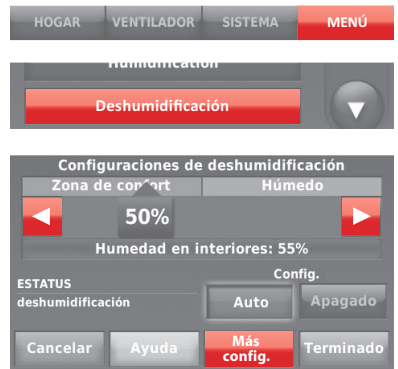 HOGAR VENTILADOR SISTEMA MENÚ
Humidification
Deshumidificación
Configuraciones de deshumidificación
Zona de confort Húmedo
50%
Humedad en interiores: 55%
ESTATUS
deshumidificación
Config.
Auto Apagado
Cancelar Ayuda Más config. Terminado